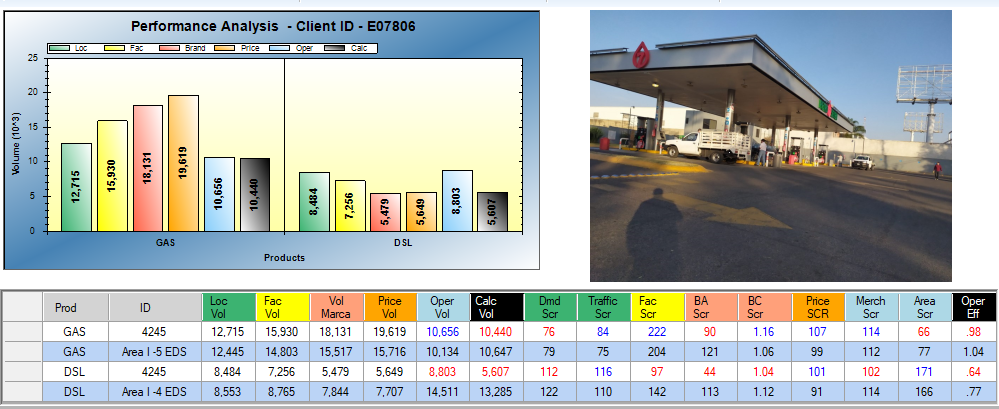 Performance Analysis - Client ID - E07806
Loc Fac Brand Price Oper Calc
Volume (10^3)
25
20
15
10
5
0
12,715 15,930 18,131 19,619 10,656 10,440
8,484 7,256 5,479 5,649 8,803 5,607
GAS DSL
Products
Prod ID Loc Vol Fac Vol Vol Marca Price Vol Oper Vol Calc Vol Dmd Scr Traffic Scr Fac Scr BA Scr BC Scr Price SCR Merch Scr Area Scr Oper Eff
GAS 4245 12,715 15,930 18,131 19,619 10,656 10,440 76 84 222 90 1.16 107 114 66 .98
GAS Area I -5 EDS 12,445 14,803 15,517 15,716 10,134 10,647 79 75 204 121 1.06 99 112 77 1.04
DSL 4245 8,484 7,256 5,479 5,649 8,803 5,607 112 116 97 44 1.04 101 102 171 .64
DSL Area I -4 EDS 8,553 8,765 7,844 7,707 14,511 13,285 122 110 142 113 1.12 91 114 166 .77